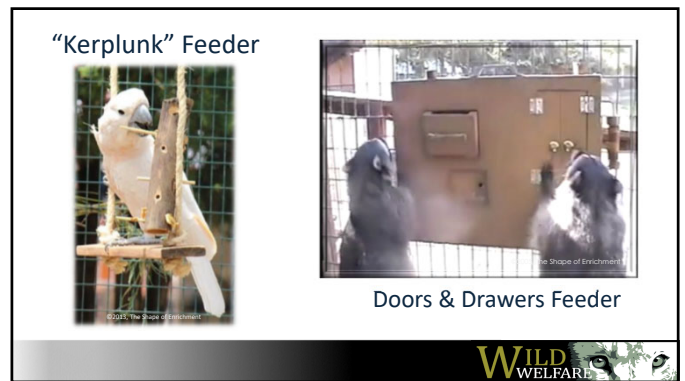 “Kerplunk” Feeder
©2013, The Shape of Enrichment
The Shape of Enrichment
Doors & Drawers Feeder
WILD
WELFARE